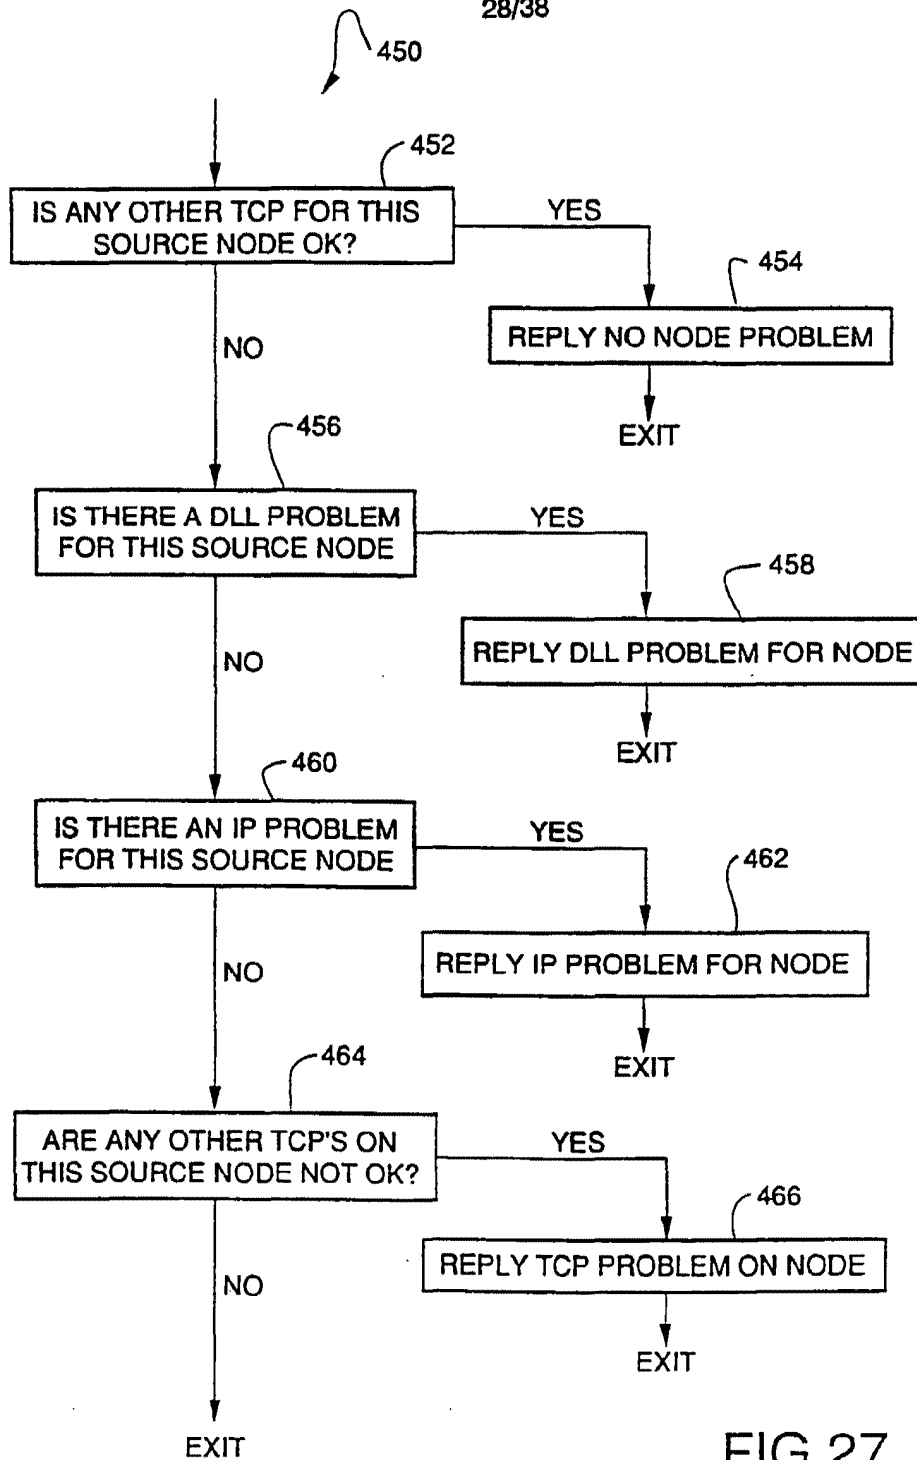 28/38
450
452
IS ANY OTHER TCP FOR THIS
SOURCE NODE OK?
YES
454
REPLY NO NODE PROBLEM
NO
EXIT
456
IS THERE A DLL PROBLEM
FOR THIS SOURCE NODE
YES
458
REPLY DLL PROBLEM FOR NODE
NO
EXIT
460
IS THERE AN IP PROBLEM
FOR THIS SOURCE NODE
YES
462
REPLY IP PROBLEM FOR NODE
NO
EXIT
464
ARE ANY OTHER TCP'S ON
THIS SOURCE NODE NOT OK?
YES
466
REPLY TCP PROBLEM ON NODE
NO
EXIT
EXIT
FIG.27